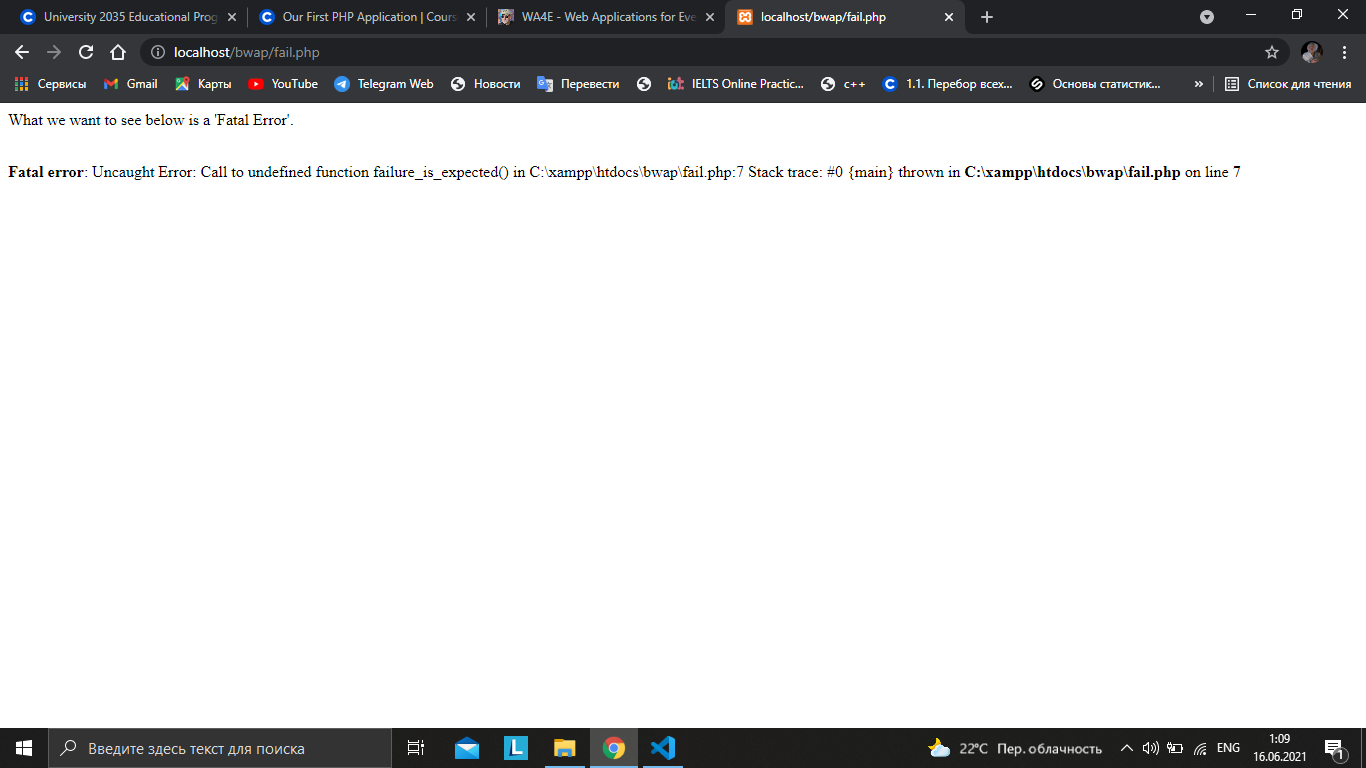 University 2035 Educational Prog
Our First PHP Application | Cours
WA4E - Web Applications for Eve
localhost/bwap/fail.php
localhost/bwap/fail.php
Сервисы Gmail Карты YouTube Telegram Web Новости Перевести IELTS Online Practic... c++ 1.1. Перебор всех... Основы статистик... » Список для чтения
What we want to see below is a 'Fatal Error'.
Fatal error: Uncaught Error: Call to undefined function failure_is_expected() in C:\xampp\htdocs\bwap\fail.php:7 Stack trace: #0 {main} thrown in C:\xampp\htdocs\bwap\fail.php on line 7
Введите здесь текст для поиска
22°C Пер. облачность
ENG
1:09
16.06.2021
1